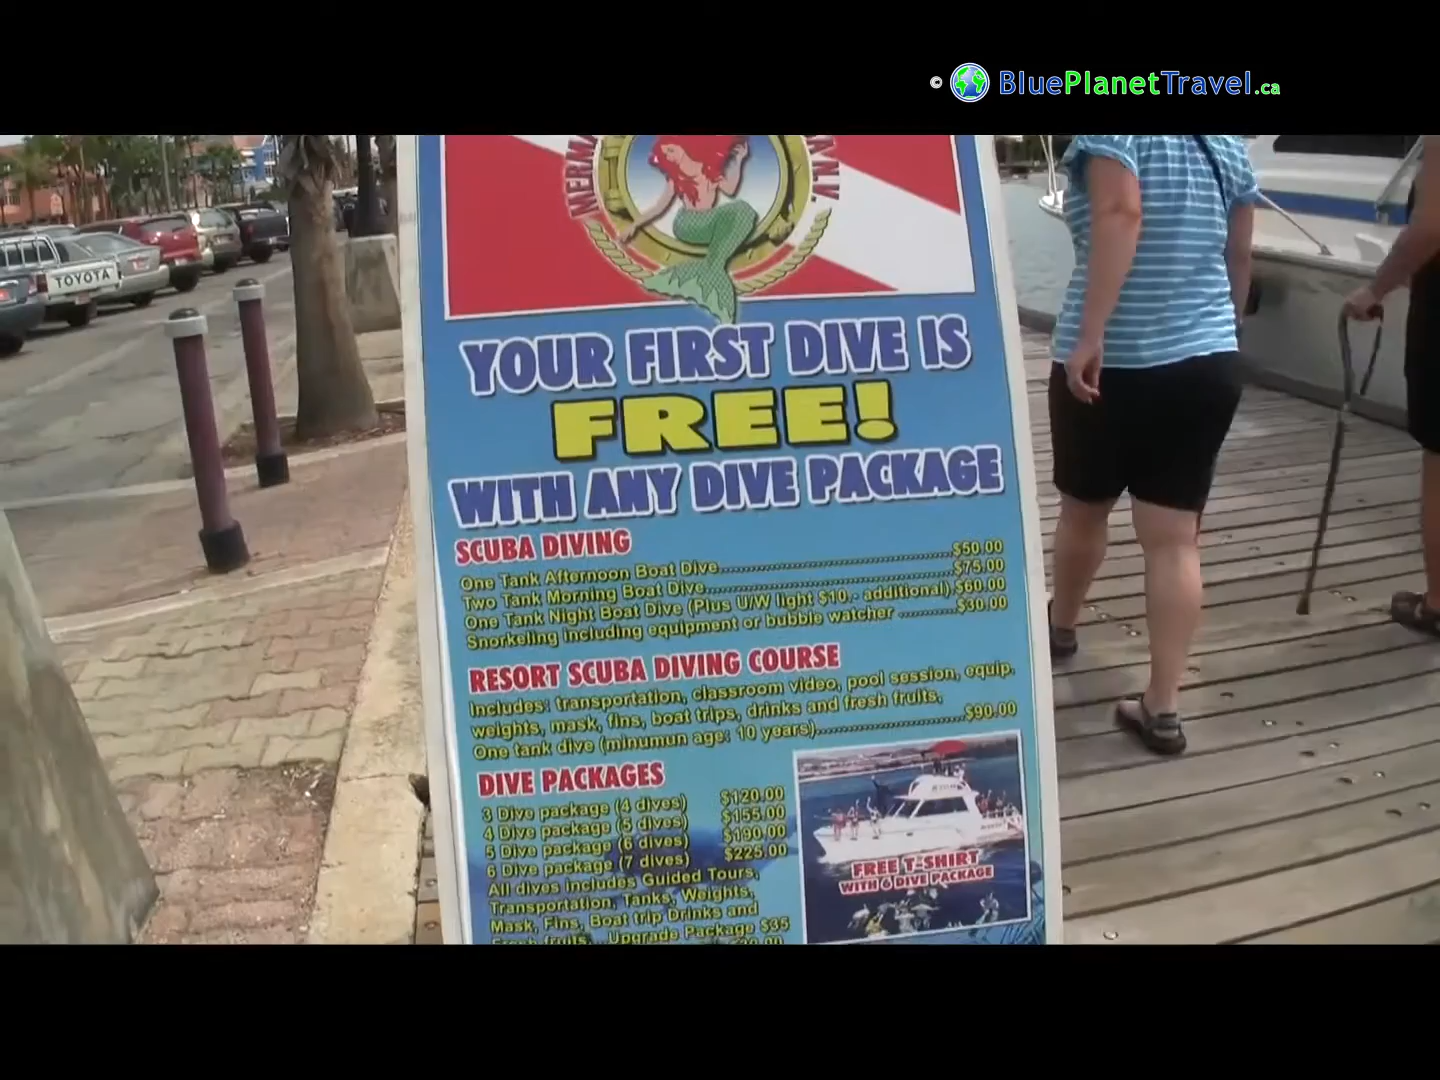 © BluePlanetTravel.ca
TOYOTA
YOUR FIRST DIVE IS
FREE!
WITH ANY DIVE PACKAGE
SCUBA DIVING
One Tank Afternoon Boat Dive..........................................$50.00
Two Tank Morning Boat Dive............................................$75.00
One Tank Night Boat Dive (Plus U/W light $10,- additional).$60.00
Snorkeling including equipment or bubble watcher ...........$30.00
RESORT SCUBA DIVING COURSE
Includes: transportation, classroom video, pool session, equip.
weights, mask, fins, boat trips, drinks and fresh fruits.
One tank dive (minumun age: 10 years)..........................$90.00
DIVE PACKAGES
3 Dive package (4 dives) $120.00
4 Dive package (5 dives) $155.00
5 Dive package (6 dives) $190.00
6 Dive package (7 dives) $225.00
All dives includes Guided Tours,
Transportation, Tanks, Weights,
Mask, Fins, Boat trip Drinks and
Fresh fruits... Upgrade Package $35
FREE T-SHIRT
WITH 6 DIVE PACKAGE